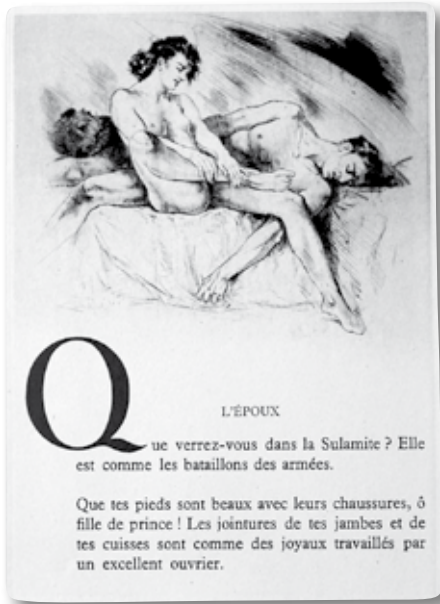 L'ÉPOUX
Que verrez-vous dans la Sulamite ? Elle
est comme les bataillons des armées.
Que tes pieds sont beaux avec leurs chaussures, ô
fille de prince ! Les jointures de tes jambes et de
tes cuisses sont comme des joyaux travaillés par
un excellent ouvrier.